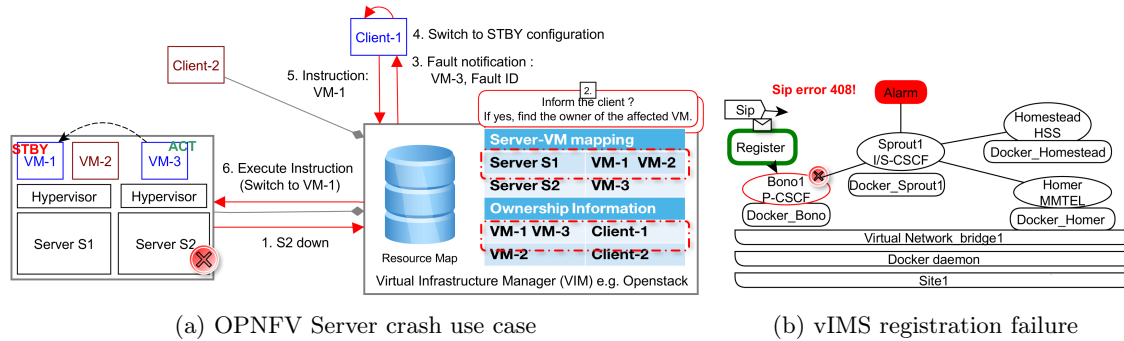 Client-1
4. Switch to STBY configuration
3. Fault notification :
VM-3, Fault ID
Client-2
5. Instruction:
VM-1
2.
Inform the client ?
If yes, find the owner of the affected VM.
STBY
ACT
VM-1
VM-2
VM-3
Hypervisor
Hypervisor
Server S1
Server S2
6. Execute Instruction
(Switch to VM-1)
1. S2 down
Resource Map
Server-VM mapping
Server S1 VM-1 VM-2
Server S2 VM-3
Ownership Information
VM-1 VM-3 Client-1
VM-2 Client-2
Virtual Infrastructure Manager (VIM) e.g. Openstack
(a) OPNFV Server crash use case
Sip error 408!
Alarm
Sip
Register
Bono1
P-CSCF
Docker_Bono
Sprout1
I/S-CSCF
Docker_Sprout1
Homestead
HSS
Docker_Homestead
Homer
MMTEL
Docker_Homer
Virtual Network bridge1
Docker daemon
Site1
(b) vIMS registration failure